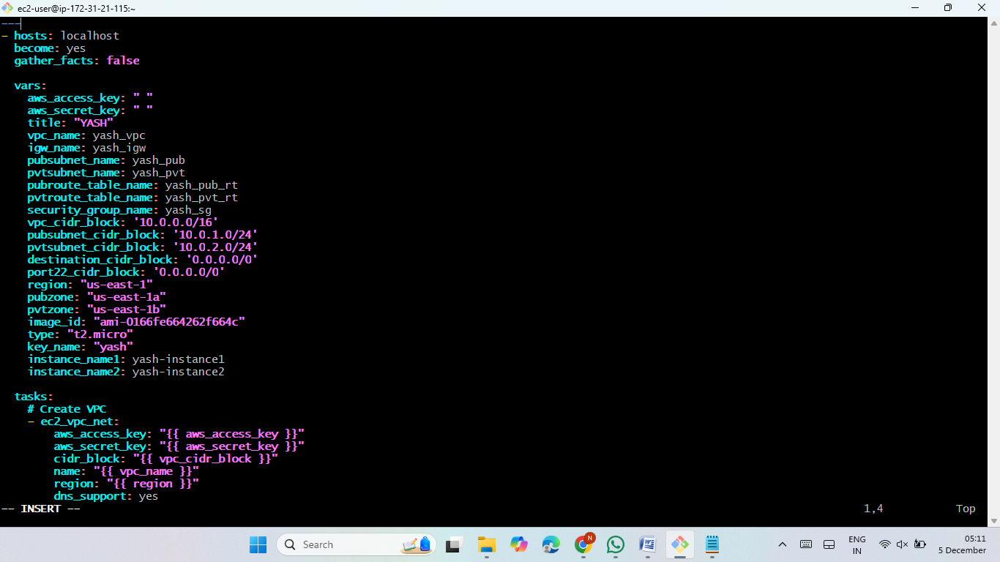 ec2-user@ip-172-31-21-115:~
---
- hosts: localhost
  become: yes
  gather_facts: false

  vars:
    aws_access_key: " "
    aws_secret_key: " "
    title: "YASH"
    vpc_name: yash_vpc
    igw_name: yash_igw
    pubsubnet_name: yash_pub
    pvtsubnet_name: yash_pvt
    pubroute_table_name: yash_pub_rt
    pvtroute_table_name: yash_pvt_rt
    security_group_name: yash_sg
    vpc_cidr_block: '10.0.0.0/16'
    pubsubnet_cidr_block: '10.0.1.0/24'
    pvtsubnet_cidr_block: '10.0.2.0/24'
    destination_cidr_block: '0.0.0.0/0'
    port22_cidr_block: '0.0.0.0/0'
    region: "us-east-1"
    pubzone: "us-east-1a"
    pvtzone: "us-east-1b"
    image_id: "ami-0166fe664262f664c"
    type: "t2.micro"
    key_name: "yash"
    instance_name1: yash-instance1
    instance_name2: yash-instance2

  tasks:
    # Create VPC
    - ec2_vpc_net:
        aws_access_key: "{{ aws_access_key }}"
        aws_secret_key: "{{ aws_secret_key }}"
        cidr_block: "{{ vpc_cidr_block }}"
        name: "{{ vpc_name }}"
        region: "{{ region }}"
        dns_support: yes
-- INSERT -- 1,4 Top
Search
N
ENG
IN
05:11
5 December